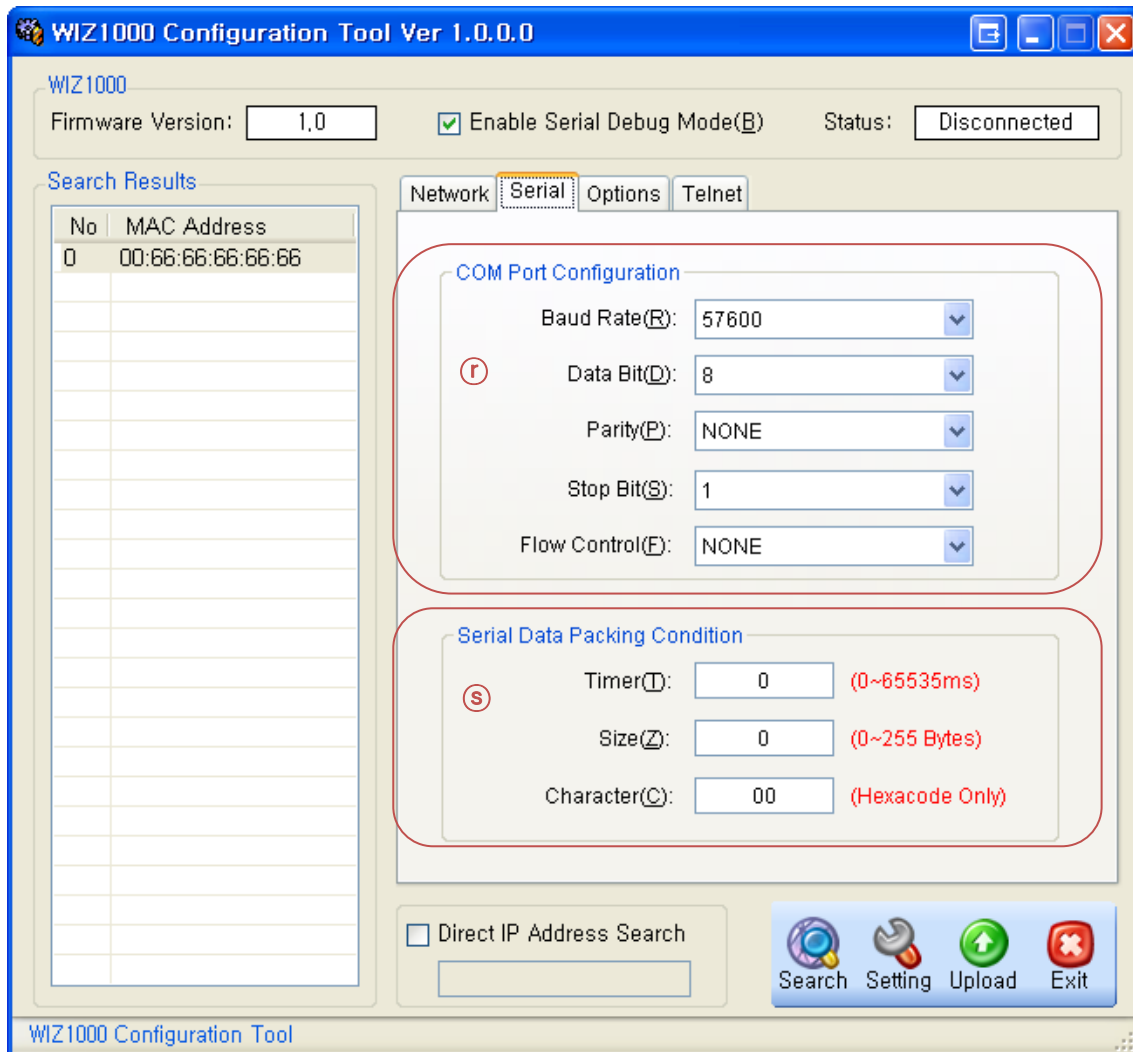 WIZ1000 Configuration Tool Ver 1.0.0.0
WIZ1000
Firmware Version: 1.0 Enable Serial Debug Mode(B) Status: Disconnected
Search Results
No MAC Address
0 00:66:66:66:66:66
Network Serial Options Telnet
COM Port Configuration
Baud Rate(R): 57600
r
Data Bit(D): 8
Parity(P): NONE
Stop Bit(S): 1
Flow Control(F): NONE
Serial Data Packing Condition
Timer(T): 0 (0~65535ms)
s
Size(Z): 0 (0~255 Bytes)
Character(C): 00 (Hexacode Only)
Direct IP Address Search
Search Setting Upload Exit
WIZ1000 Configuration Tool